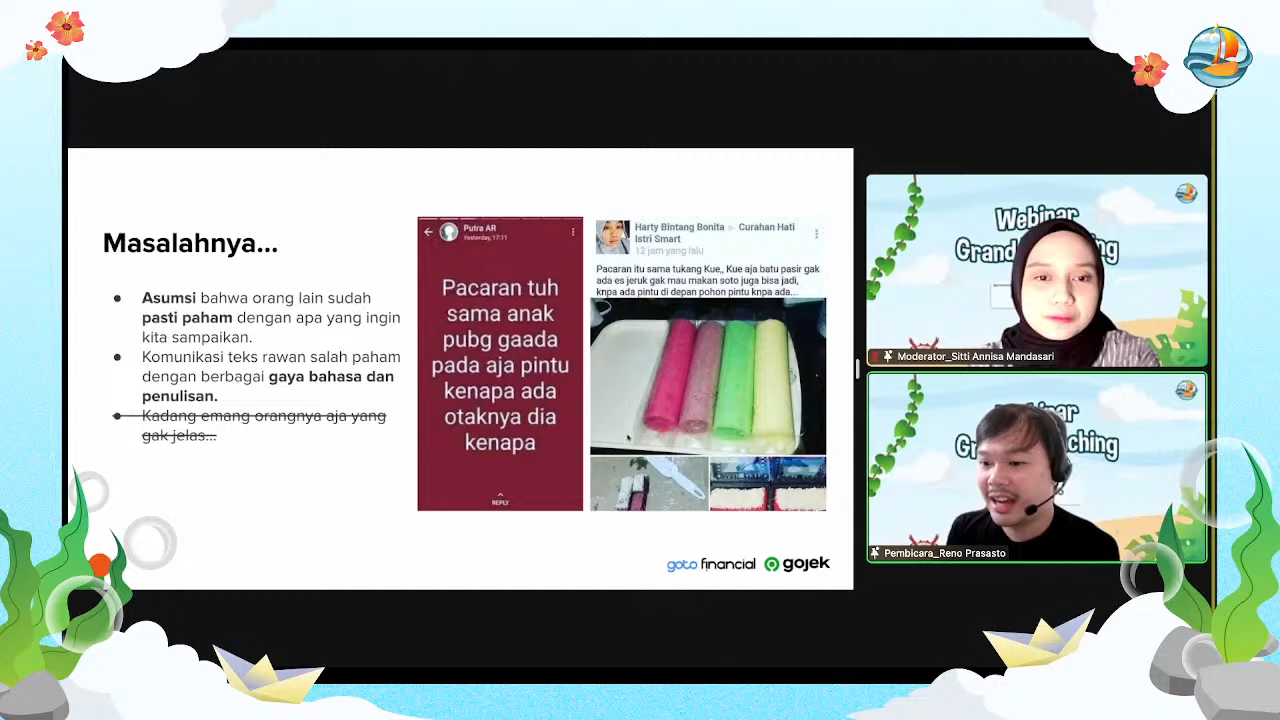 Masalahnya...
● Asumsi bahwa orang lain sudah
pasti paham dengan apa yang ingin
kita sampaikan.
● Komunikasi teks rawan salah paham
dengan berbagai gaya bahasa dan
penulisan.
● Kadang emang orangnya aja yang
gak jelas...
Putra AR
Yesterday, 17:11
Pacaran tuh
sama anak
pubg gaada
pada aja pintu
kenapa ada
otaknya dia
kenapa
REPLY
Harty Bintang Bonita ▸ Curahan Hati
Istri Smart
12 jam yang lalu
Pacaran itu sama tukang Kue,, Kue aja batu pasir gak
ada es jeruk gak mau makan soto juga bisa jadi,
knpa ada pintu di depan pohon pintu knpa ada...
goto financial gojek
Webinar
Moderator_Sitti Annisa Mandasari
Pembicara_Reno Prasasto